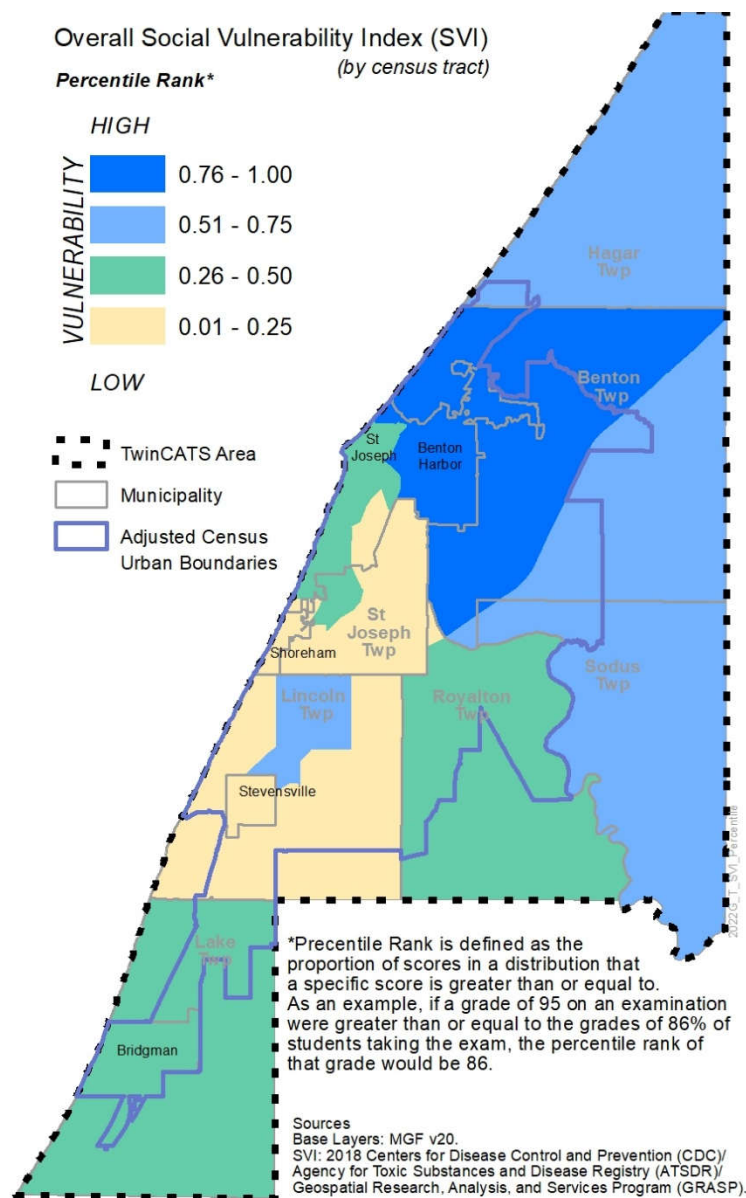 Overall Social Vulnerability Index (SVI)
(by census tract)
Percentile Rank*
HIGH
VULNERABILITY
0.76 - 1.00
0.51 - 0.75
0.26 - 0.50
0.01 - 0.25
LOW
TwinCATS Area
Municipality
Adjusted Census
Urban Boundaries
Hagar
Twp
Benton
Twp
St
Joseph
Benton
Harbor
St
Joseph
Twp
Shoreham
Lincoln
Twp
Royalton
Twp
Sodus
Twp
Stevensville
Lake
Twp
Bridgman
2022G_T_SVI_Percentile
*Precentile Rank is defined as the
proportion of scores in a distribution that
a specific score is greater than or equal to.
As an example, if a grade of 95 on an examination
were greater than or equal to the grades of 86% of
students taking the exam, the percentile rank of
that grade would be 86.
Sources
Base Layers: MGF v20.
SVI: 2018 Centers for Disease Control and Prevention (CDC)/
Agency for Toxic Substances and Disease Registry (ATSDR)/
Geospatial Research, Analysis, and Services Program (GRASP).